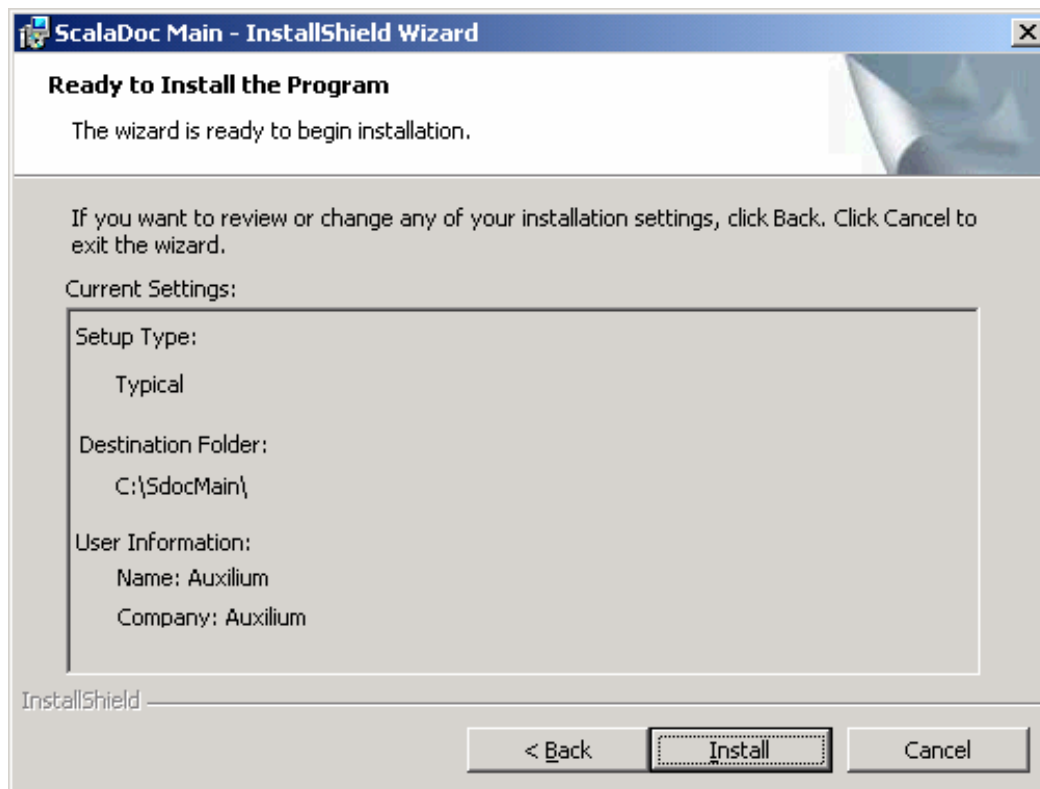 ScalaDoc Main - InstallShield Wizard
Ready to Install the Program
The wizard is ready to begin installation.
If you want to review or change any of your installation settings, click Back. Click Cancel to
exit the wizard.
Current Settings:
Setup Type:
Typical
Destination Folder:
C:\SdocMain\
User Information:
Name: Auxilium
Company: Auxilium
InstallShield
< Back
Install
Cancel